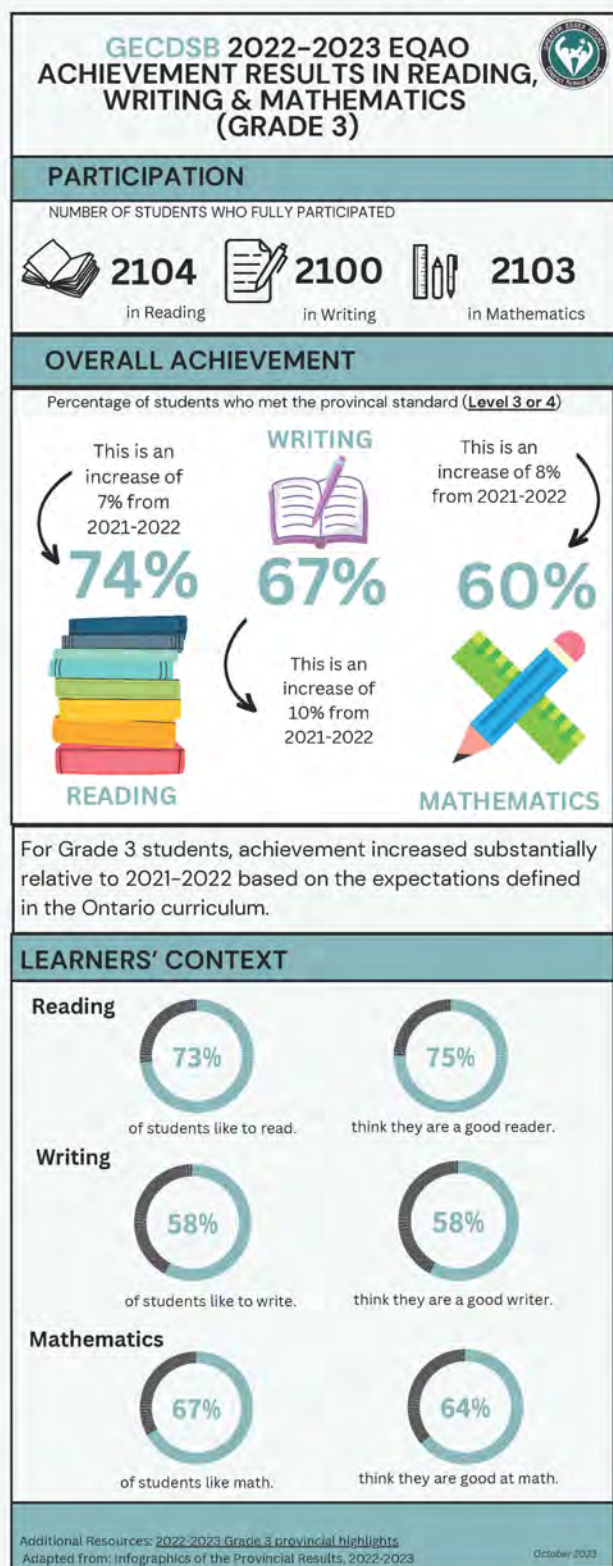 GECDSB 2022-2023 EQAO
ACHIEVEMENT RESULTS IN READING,
WRITING & MATHEMATICS
(GRADE 3)
PARTICIPATION
NUMBER OF STUDENTS WHO FULLY PARTICIPATED
2104
in Reading
2100
in Writing
2103
in Mathematics
OVERALL ACHIEVEMENT
Percentage of students who met the provincal standard (Level 3 or 4)
This is an
increase of
7% from
2021-2022
74%
READING
WRITING
67%
This is an
increase of
10% from
2021-2022
This is an
increase of 8%
from 2021-2022
60%
MATHEMATICS
For Grade 3 students, achievement increased substantially
relative to 2021-2022 based on the expectations defined
in the Ontario curriculum.
LEARNERS' CONTEXT
Reading
73%
of students like to read.
75%
think they are a good reader.
Writing
58%
of students like to write.
58%
think they are a good writer.
Mathematics
67%
of students like math.
64%
think they are good at math.
Additional Resources: 2022-2023 Grade 3 provincial highlights
Adapted from: Infographics of the Provincial Results, 2022-2023
October 2023